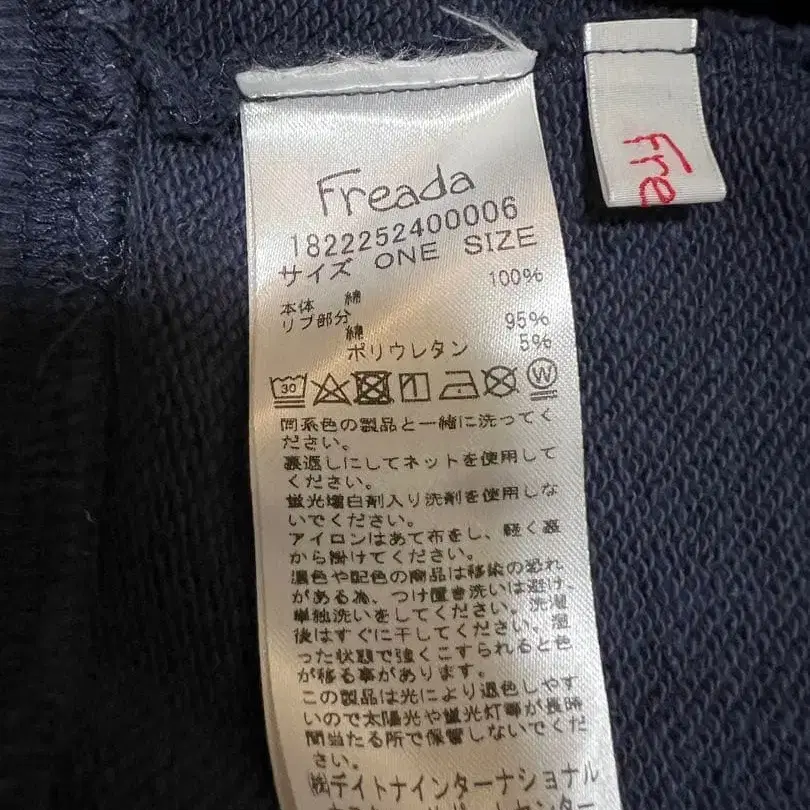 Freada
1822252400006
サイズ ONE SIZE
本体 綿 100%
リブ部分
綿 95%
ポリウレタン 5%
30
W
同系色の製品と一緒に洗ってく
ださい。
裏返しにしてネットを使用して
ください。
蛍光増白剤入り洗剤を使用しな
いでください。
アイロンはあて布をし、軽く裏
から掛けてください。
濃色や配色の商品は移染の恐れ
がある為、つけ置き洗いは避け、
単独洗いをしてください。洗濯
後はすぐに干してください。湿
った状態で強くこすられると色
が移る事があります。
この製品は光により退色しやす
いので太陽光や蛍光灯等が長時
間当たる所で保管しないでくだ
さい。
㈱デイトナインターナショナル
Fre